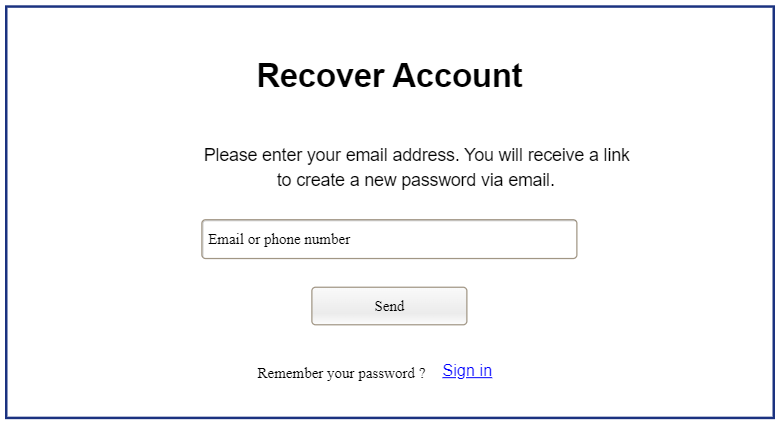 Recover Account
Please enter your email address. You will receive a link
to create a new password via email.
Email or phone number
Send
Remember your password ? Sign in